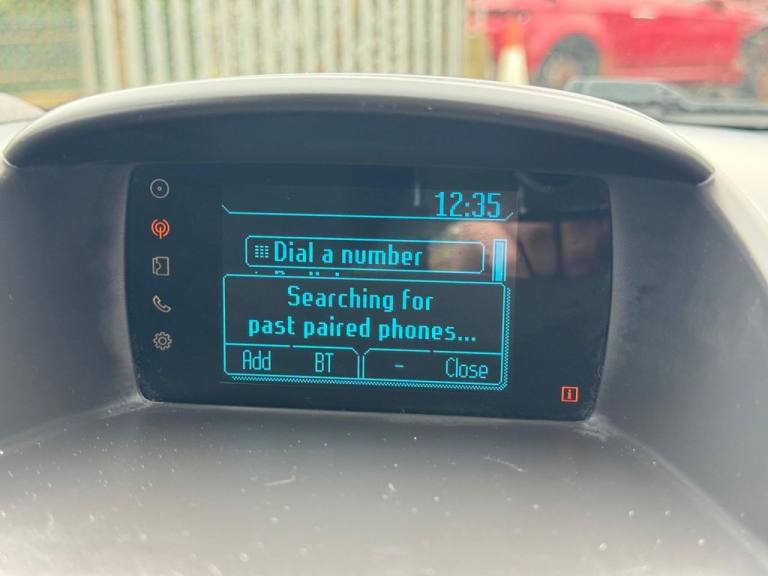 12:35
Dial a number
Searching for
past paired phones...
Add BT - Close
i